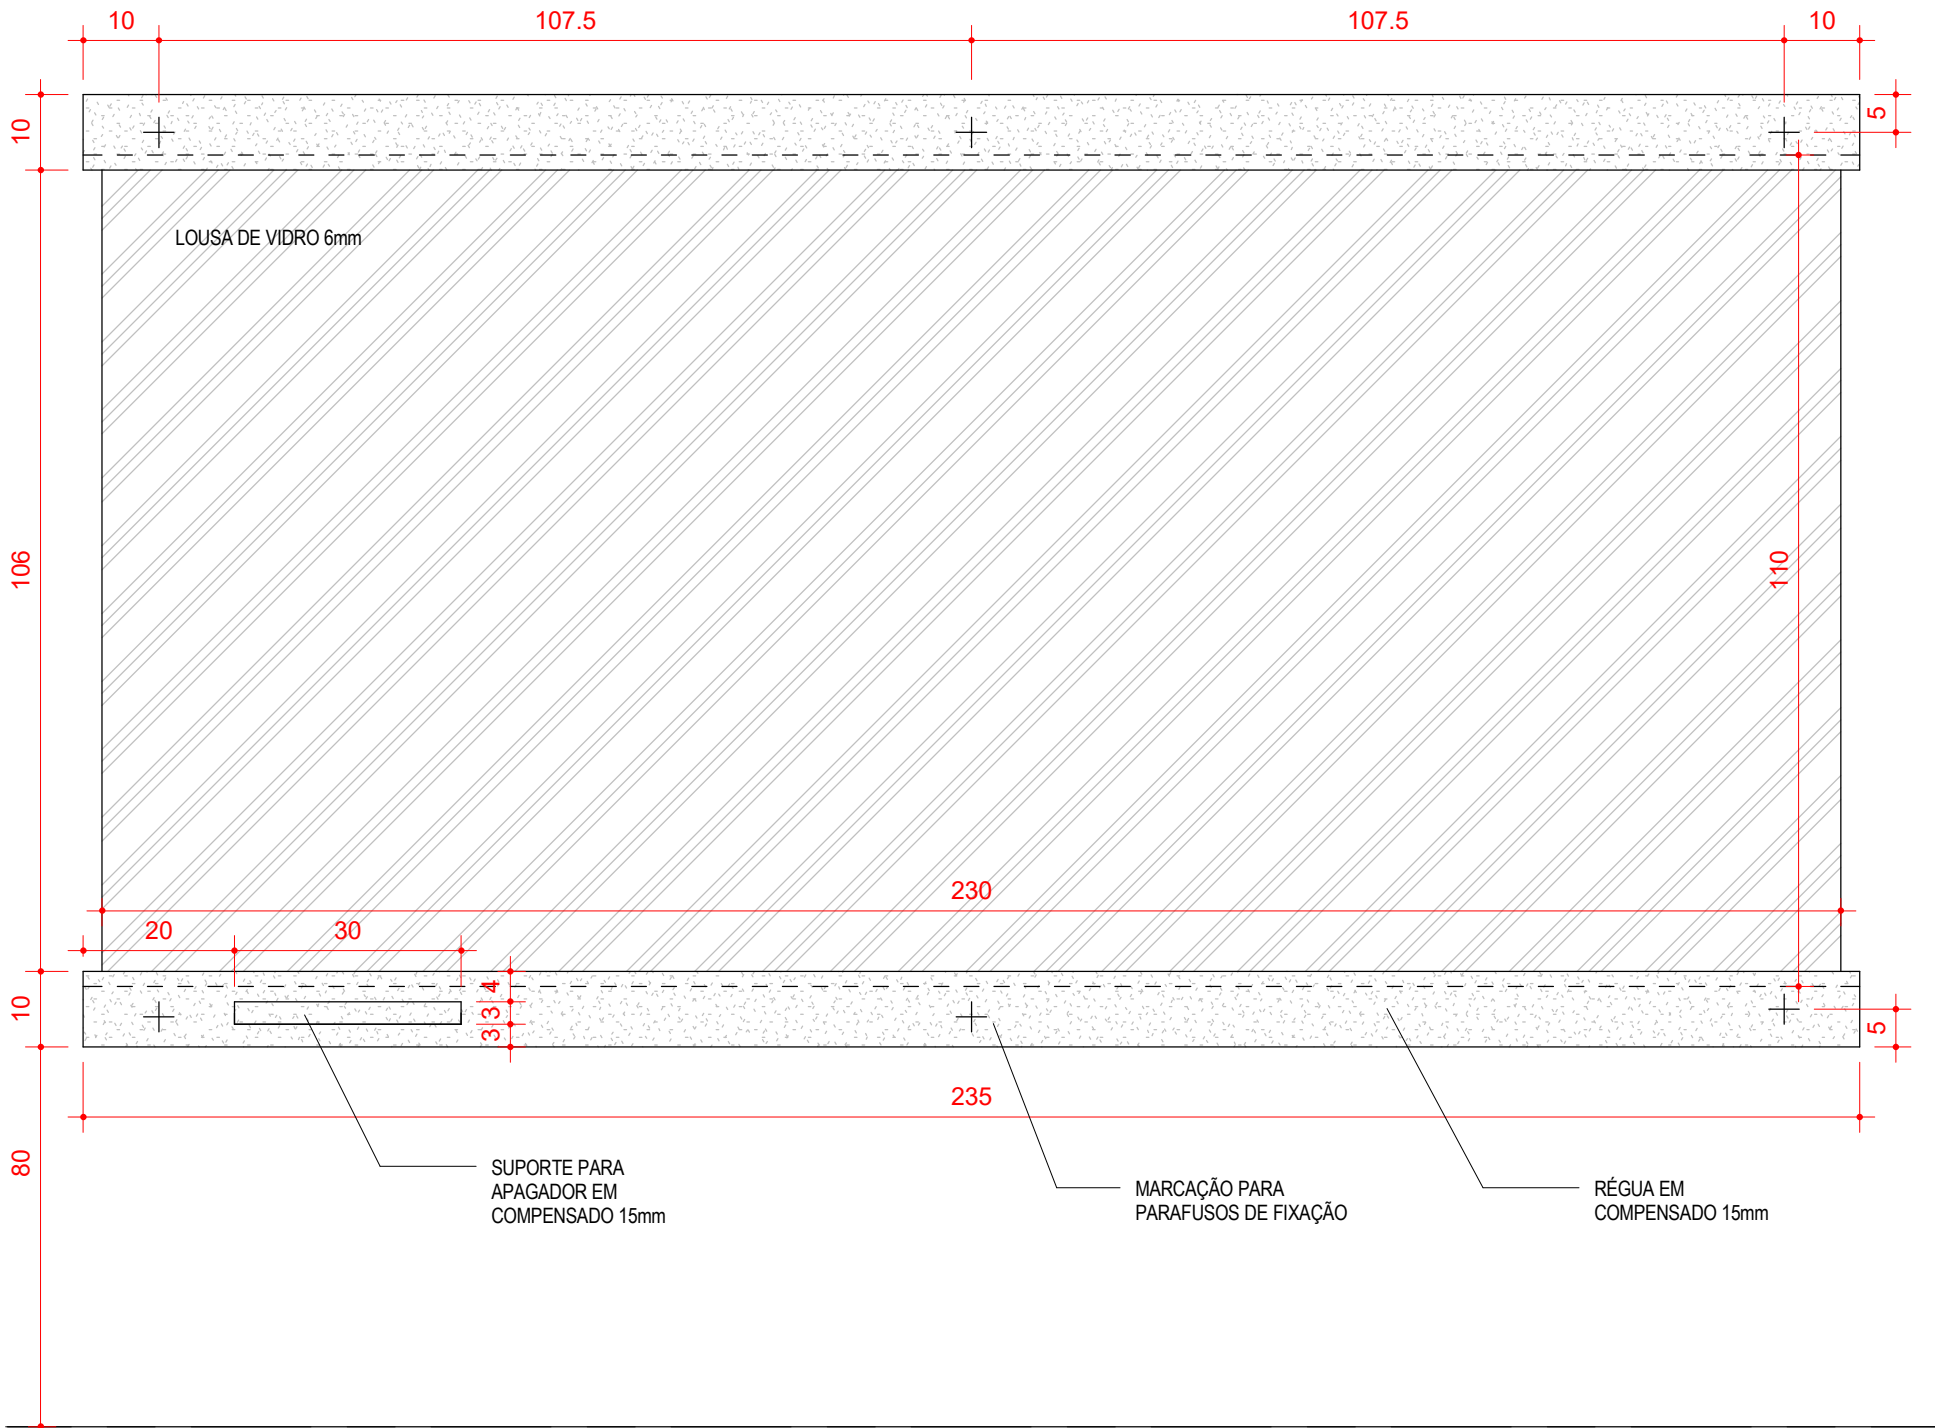 10 107.5 107.5 10
10
5
LOUSA DE VIDRO 6mm
106
110
230
20 30
10
4
3
3
5
235
80
SUPORTE PARA
APAGADOR EM
COMPENSADO 15mm
MARCAÇÃO PARA
PARAFUSOS DE FIXAÇÃO
RÉGUA EM
COMPENSADO 15mm